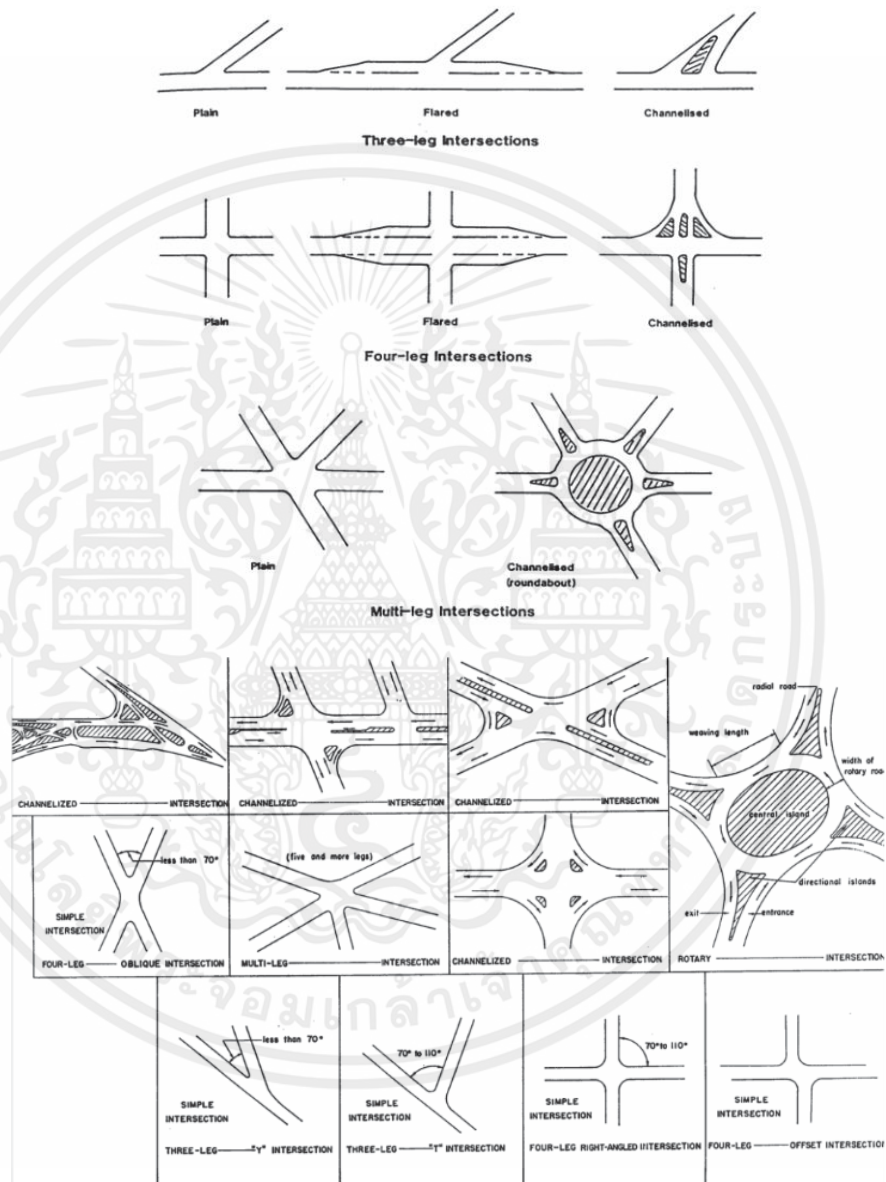 Plain Flared Channelised
Three-leg Intersections
Plain Flared Channelised
Four-leg Intersections
Plain
Channelised
(roundabout)
Multi-leg Intersections
CHANNELIZED INTERSECTION
CHANNELIZED INTERSECTION
CHANNELIZED INTERSECTION
radial road
weaving length
width of
rotary roa
central island
directional islands
exit
entrance
ROTARY INTERSECTION
less than 70°
SIMPLE
INTERSECTION
FOUR-LEG OBLIQUE INTERSECTION
(five and more legs)
MULTI-LEG INTERSECTION
CHANNELIZED INTERSECTION
less than 70°
SIMPLE
INTERSECTION
THREE-LEG "Y" INTERSECTION
70° to 110°
SIMPLE
INTERSECTION
THREE-LEG "T" INTERSECTION
70° to 110°
SIMPLE
INTERSECTION
FOUR-LEG RIGHT-ANGLED INTERSECTION
SIMPLE
INTERSECTION
FOUR-LEG OFFSET INTERSECTION